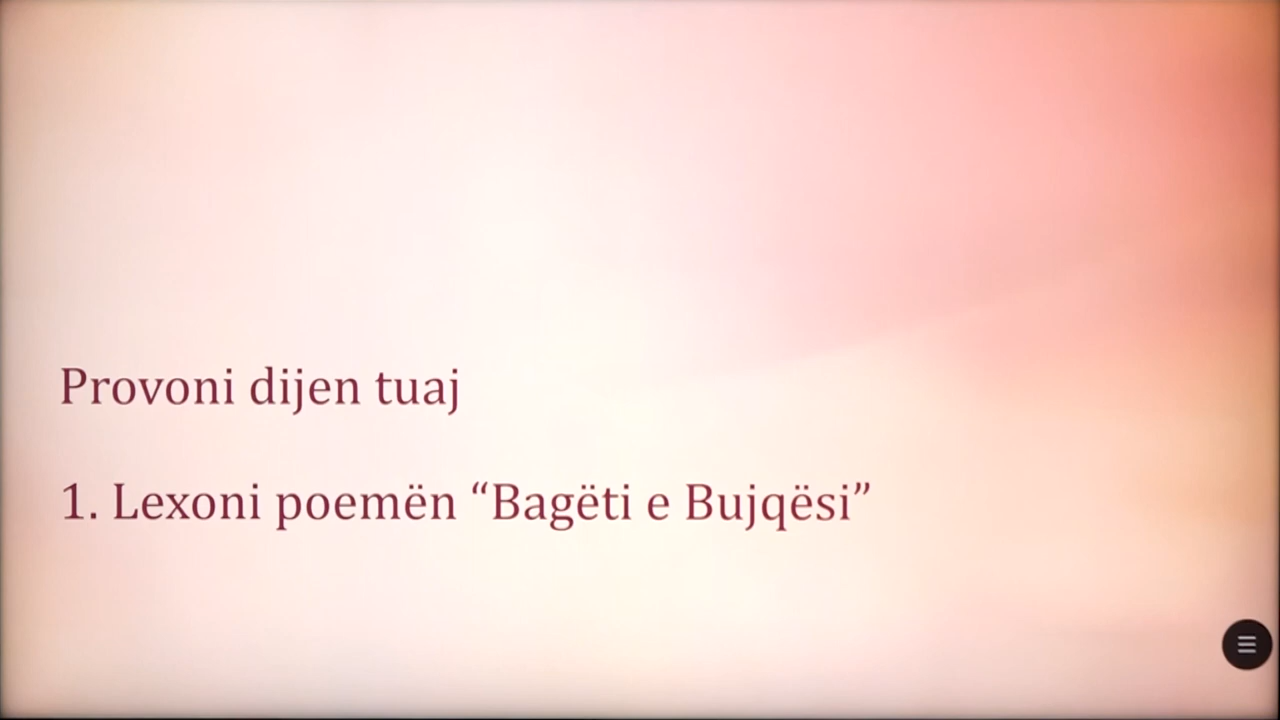 Provoni dijen tuaj
1. Lexoni poemën “Bagëti e Bujqësi”